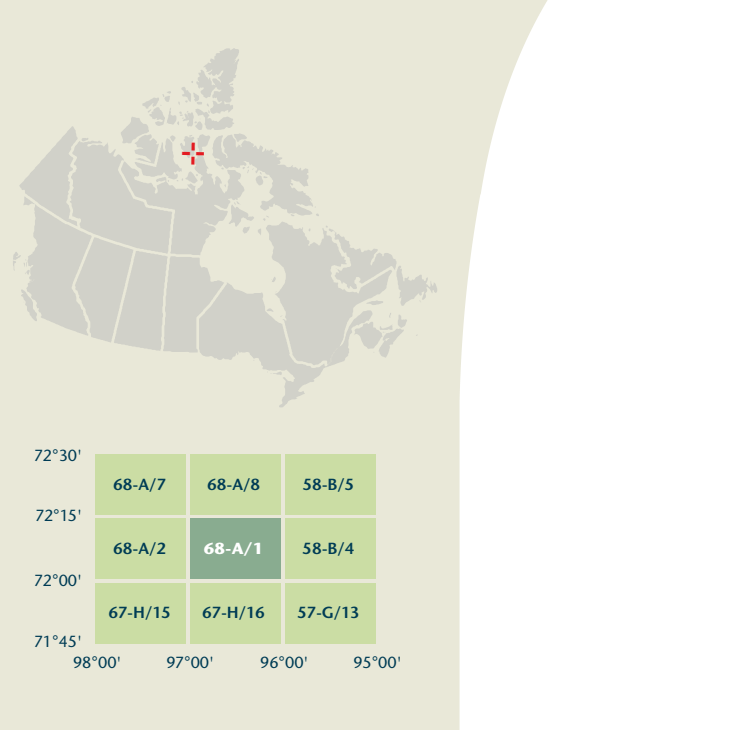 72°30'
68-A/7 68-A/8 58-B/5
72°15'
68-A/2 68-A/1 58-B/4
72°00'
67-H/15 67-H/16 57-G/13
71°45'
98°00' 97°00' 96°00' 95°00'